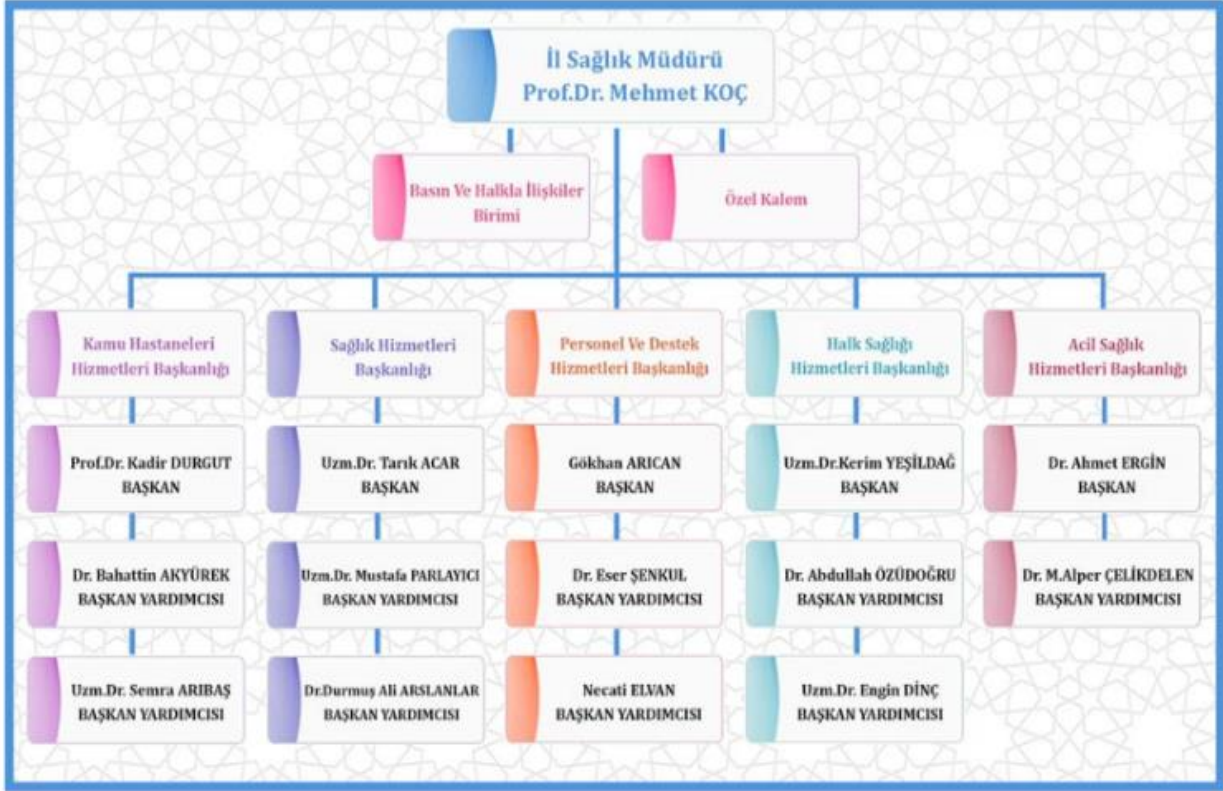 İl Sağlık Müdürü
Prof.Dr. Mehmet KOÇ
Basın Ve Halkla İlişkiler
Birimi
Özel Kalem
Kamu Hastaneleri
Hizmetleri Başkanlığı
Sağlık Hizmetleri
Başkanlığı
Personel Ve Destek
Hizmetleri Başkanlığı
Halk Sağlığı
Hizmetleri Başkanlığı
Acil Sağlık
Hizmetleri Başkanlığı
Prof.Dr. Kadir DURGUT
BAŞKAN
Uzm.Dr. Tarık ACAR
BAŞKAN
Gökhan ARICAN
BAŞKAN
Uzm.Dr.Kerim YEŞİLDAĞ
BAŞKAN
Dr. Ahmet ERGİN
BAŞKAN
Dr. Bahattin AKYÜREK
BAŞKAN YARDIMCISI
Uzm.Dr. Mustafa PARLAYICI
BAŞKAN YARDIMCISI
Dr. Eser ŞENKUL
BAŞKAN YARDIMCISI
Dr. Abdullah ÖZÜDOĞRU
BAŞKAN YARDIMCISI
Dr. M.Alper ÇELİKDELEN
BAŞKAN YARDIMCISI
Uzm.Dr. Semra ARIBAŞ
BAŞKAN YARDIMCISI
Dr.Durmuş Ali ARSLANLAR
BAŞKAN YARDIMCISI
Necati ELVAN
BAŞKAN YARDIMCISI
Uzm.Dr. Engin DİNÇ
BAŞKAN YARDIMCISI